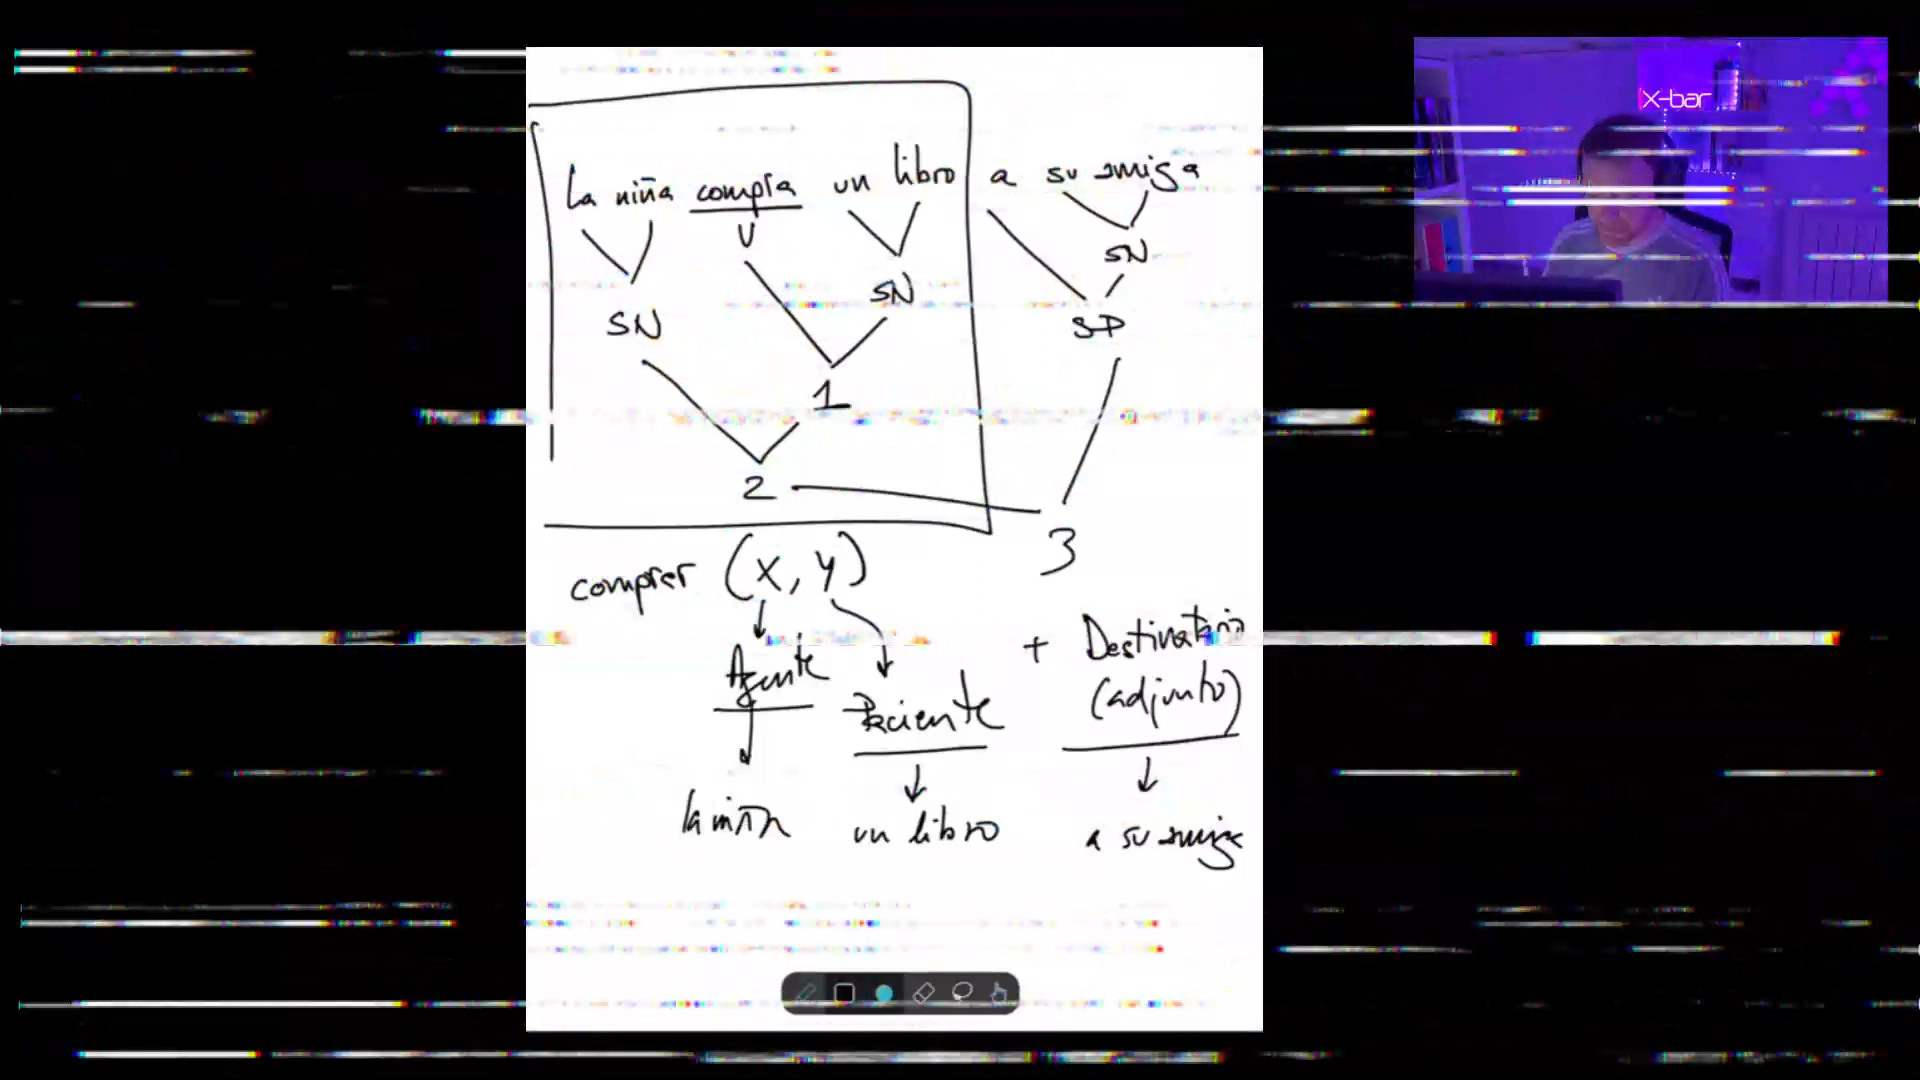 X-bar
La niña compra un libro a su amiga
V
SN
SN
SN
SP
1
2
3
comprar (x, y)
Agente
Paciente
+ Destinatario
(adjunto)
la niña
un libro
a su amiga